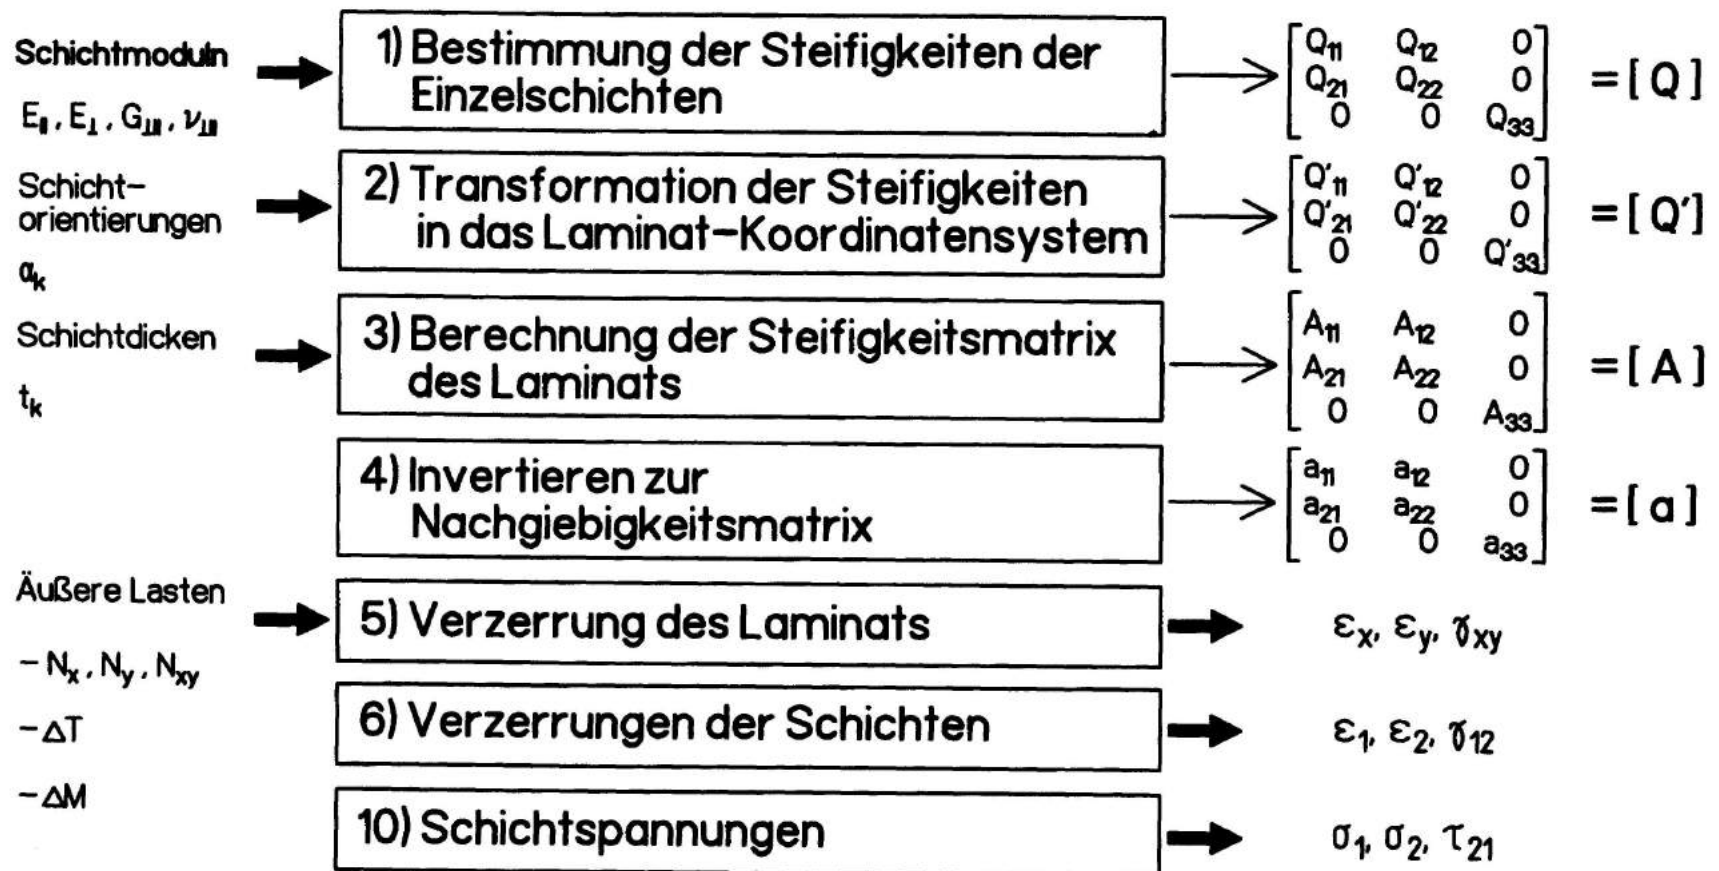 Schichtmoduln
E∥, E⊥, G⊥∥, ν⊥∥
1) Bestimmung der Steifigkeiten der
Einzelschichten
Q₁₁ Q₁₂ 0
Q₂₁ Q₂₂ 0
0 0 Q₃₃
= [ Q ]
Schicht-
orientierungen
αₖ
2) Transformation der Steifigkeiten
in das Laminat-Koordinatensystem
Q'₁₁ Q'₁₂ 0
Q'₂₁ Q'₂₂ 0
0 0 Q'₃₃
= [ Q' ]
Schichtdicken
tₖ
3) Berechnung der Steifigkeitsmatrix
des Laminats
A₁₁ A₁₂ 0
A₂₁ A₂₂ 0
0 0 A₃₃
= [ A ]
4) Invertieren zur
Nachgiebigkeitsmatrix
a₁₁ a₁₂ 0
a₂₁ a₂₂ 0
0 0 a₃₃
= [ a ]
Äußere Lasten
- Nₓ, Nᵧ, Nₓᵧ
- ΔT
- ΔM
5) Verzerrung des Laminats
εₓ, εᵧ, γₓᵧ
6) Verzerrungen der Schichten
ε₁, ε₂, γ₁₂
10) Schichtspannungen
σ₁, σ₂, τ₂₁